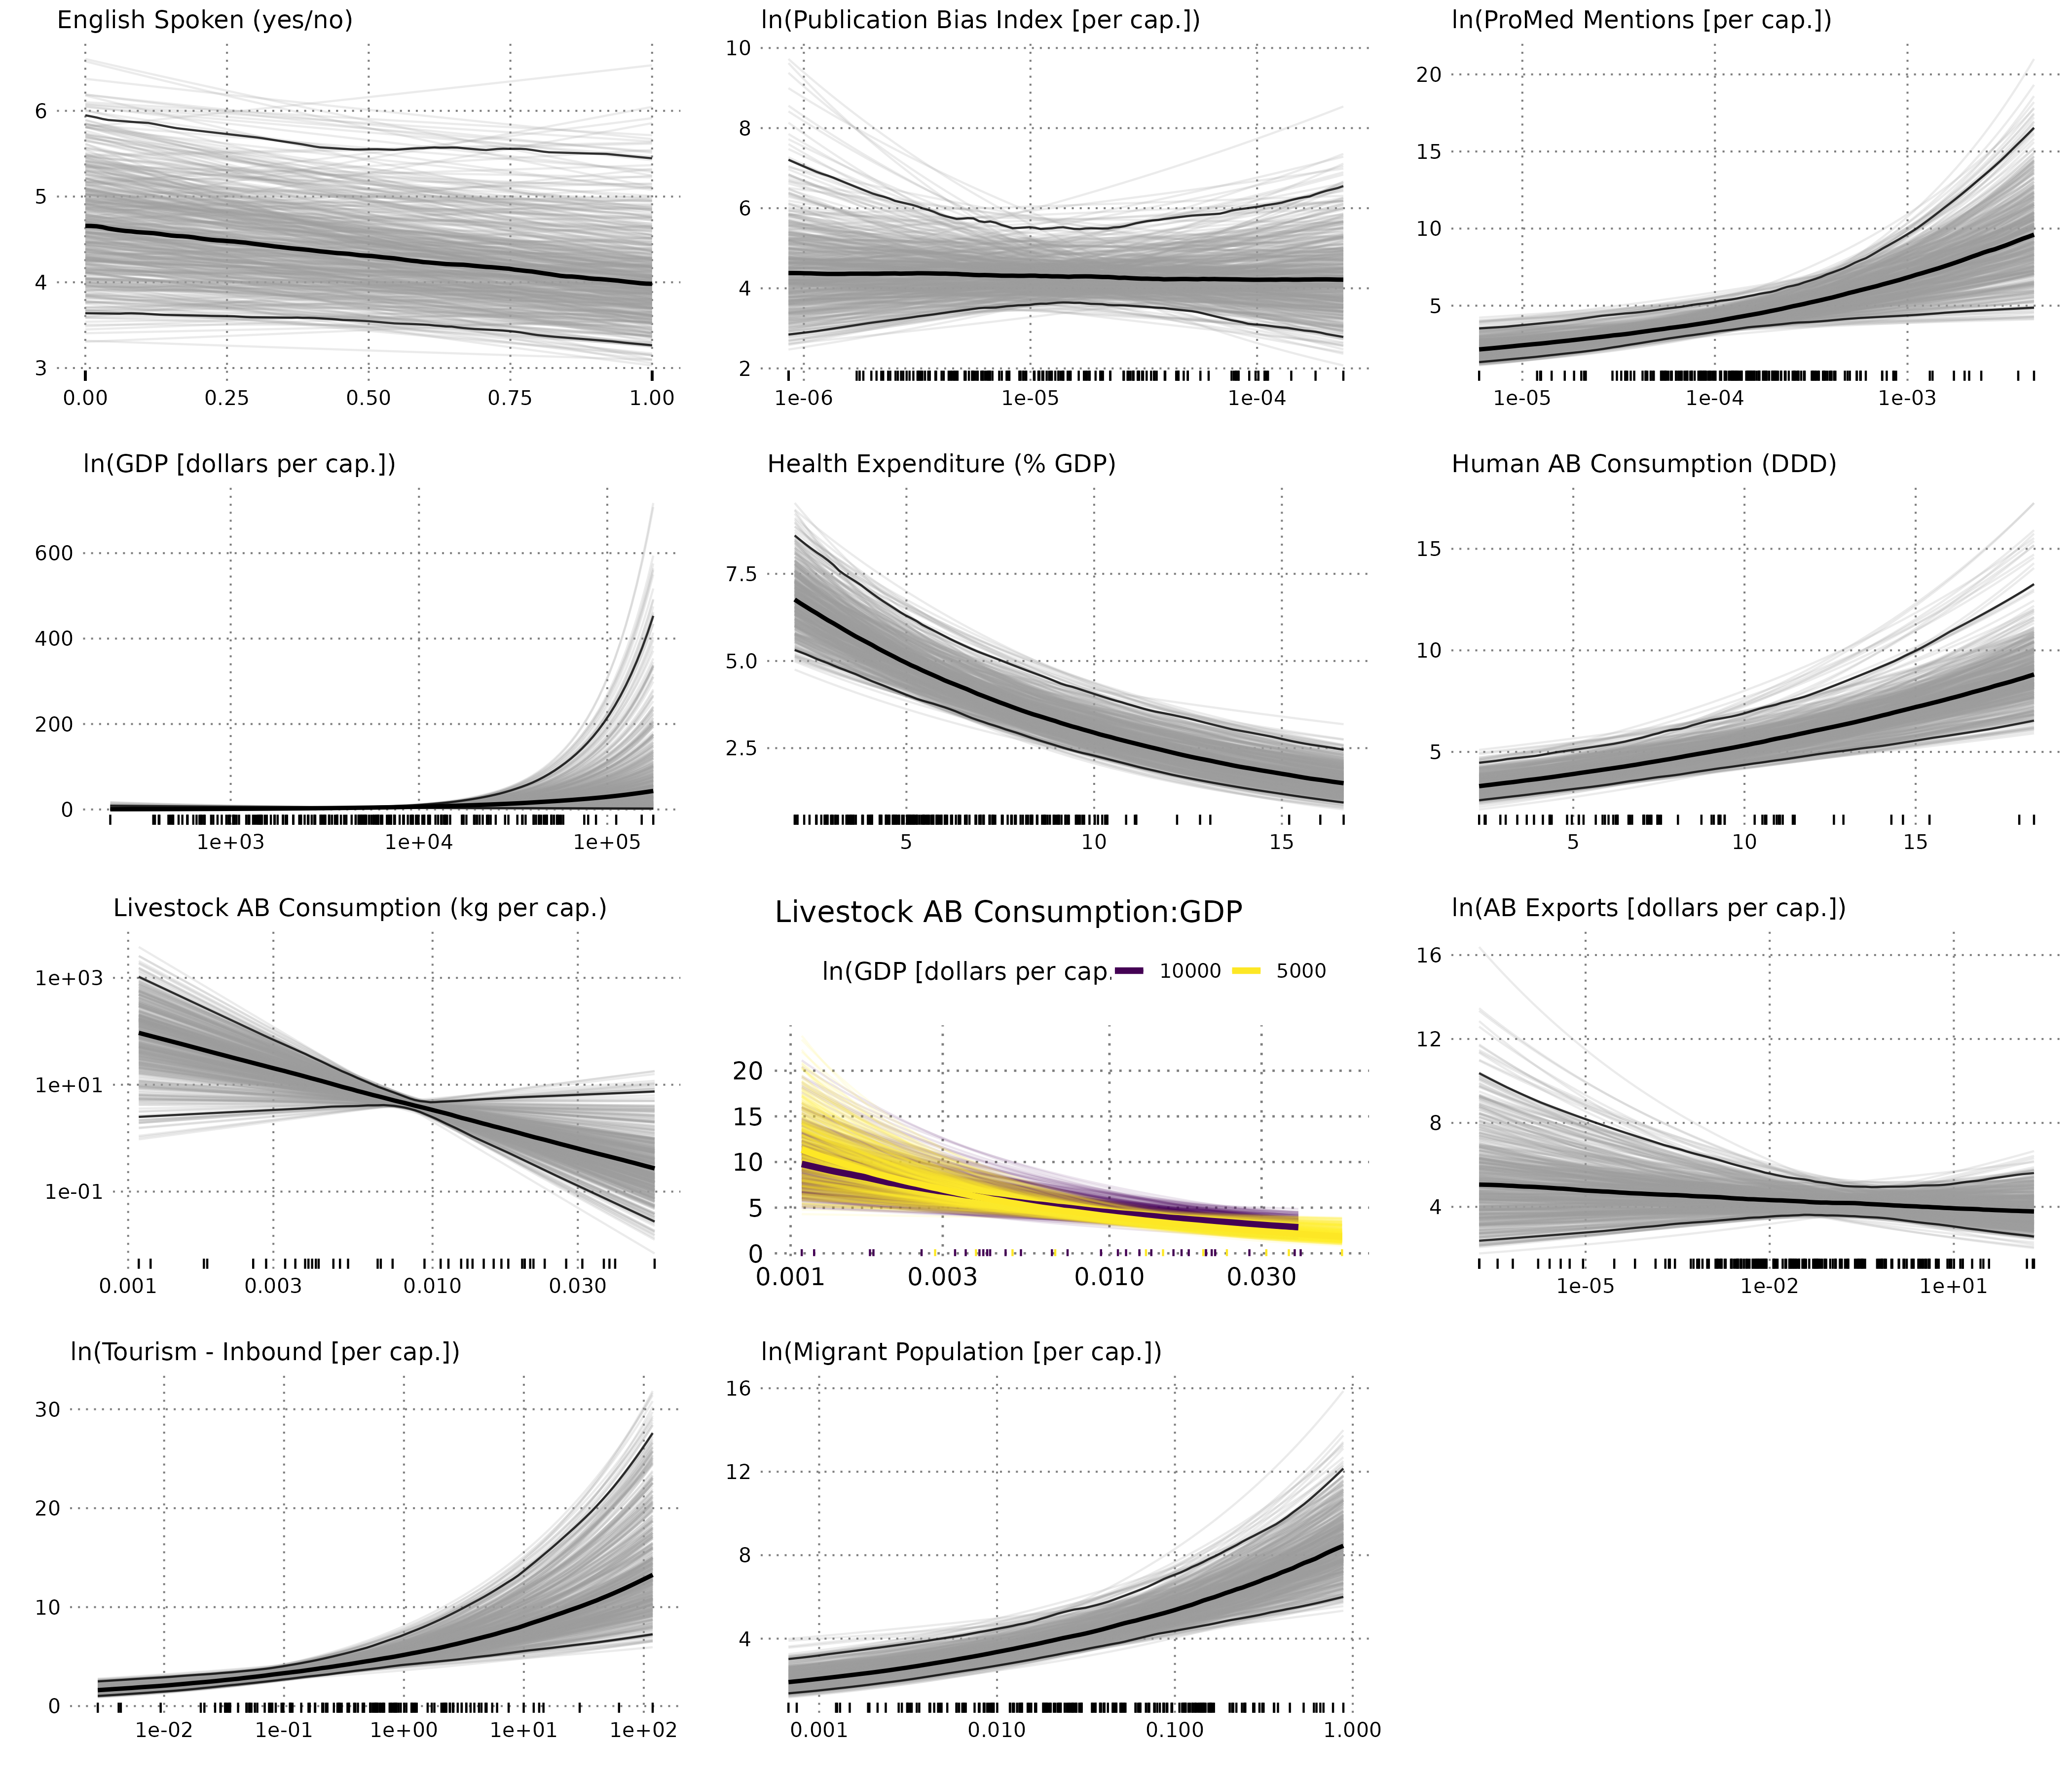 English Spoken (yes/no)
6
5
4
3
0.00 0.25 0.50 0.75 1.00
ln(Publication Bias Index [per cap.])
10
8
6
4
2
1e-06 1e-05 1e-04
ln(ProMed Mentions [per cap.])
20
15
10
5
1e-05 1e-04 1e-03
ln(GDP [dollars per cap.])
600
400
200
0
1e+03 1e+04 1e+05
Health Expenditure (% GDP)
7.5
5.0
2.5
5 10 15
Human AB Consumption (DDD)
15
10
5
5 10 15
Livestock AB Consumption (kg per cap.)
1e+03
1e+01
1e-01
0.001 0.003 0.010 0.030
Livestock AB Consumption:GDP
ln(GDP [dollars per cap. 10000 5000
20
15
10
5
0
0.001 0.003 0.010 0.030
ln(AB Exports [dollars per cap.])
16
12
8
4
1e-05 1e-02 1e+01
ln(Tourism - Inbound [per cap.])
30
20
10
0
1e-02 1e-01 1e+00 1e+01 1e+02
ln(Migrant Population [per cap.])
16
12
8
4
0.001 0.010 0.100 1.000